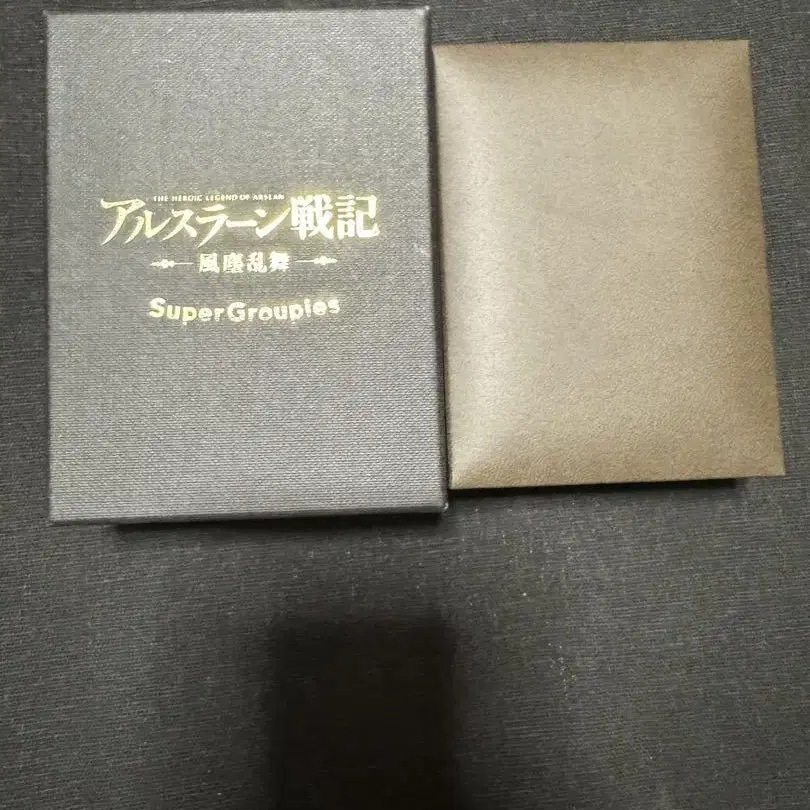 THE HEROIC LEGEND OF ARSLAN
アルスラーン戦記
風塵乱舞
SuperGroupies